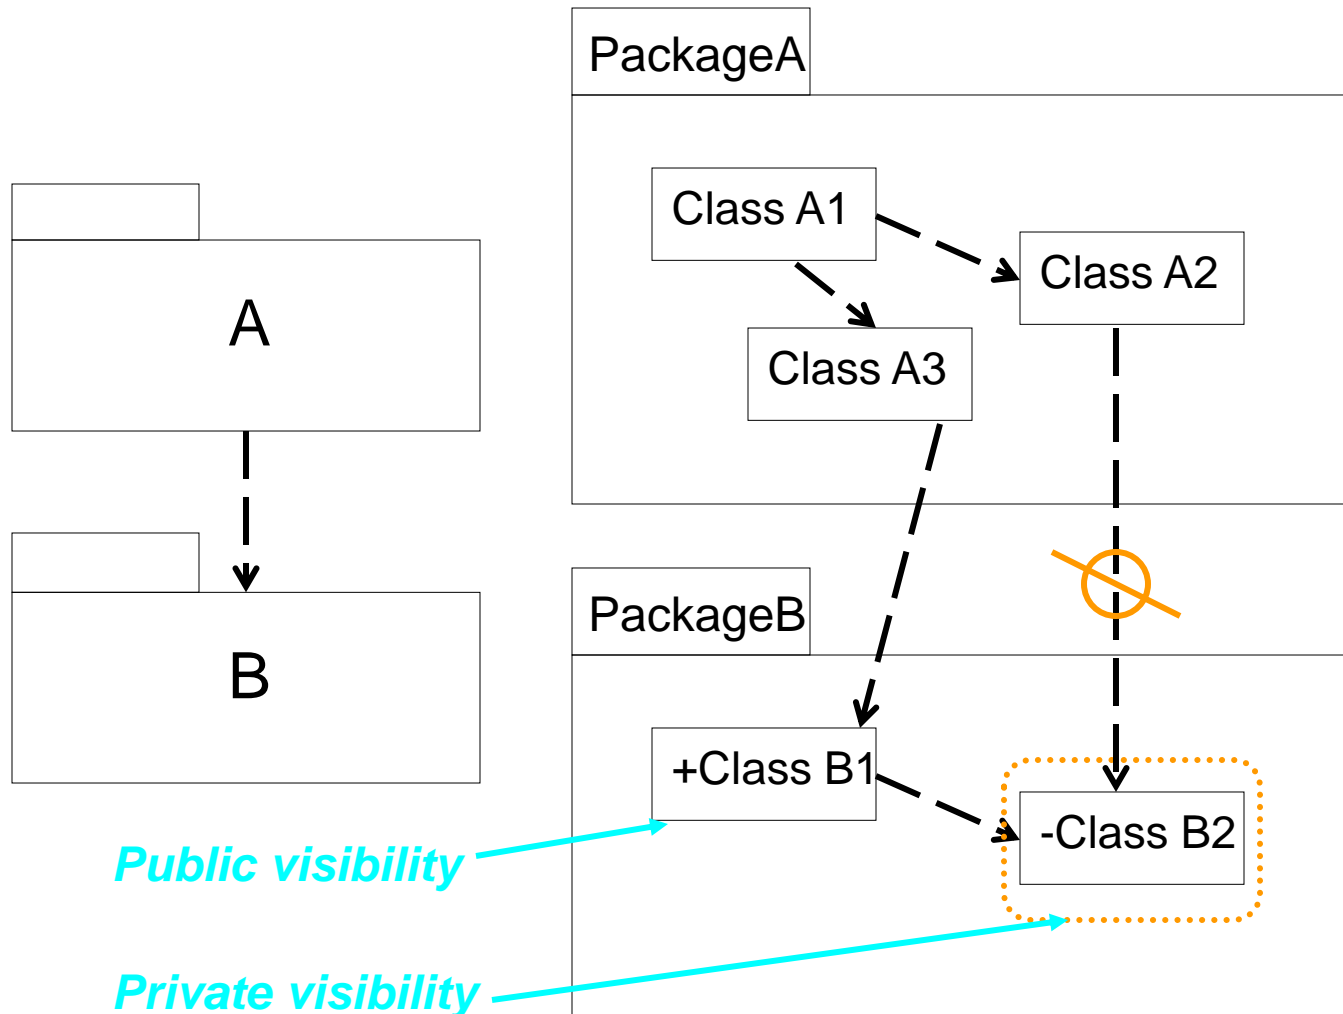 PackageA
Class A1
Class A2
A
Class A3
PackageB
B
+Class B1
-Class B2
Public visibility
Private visibility